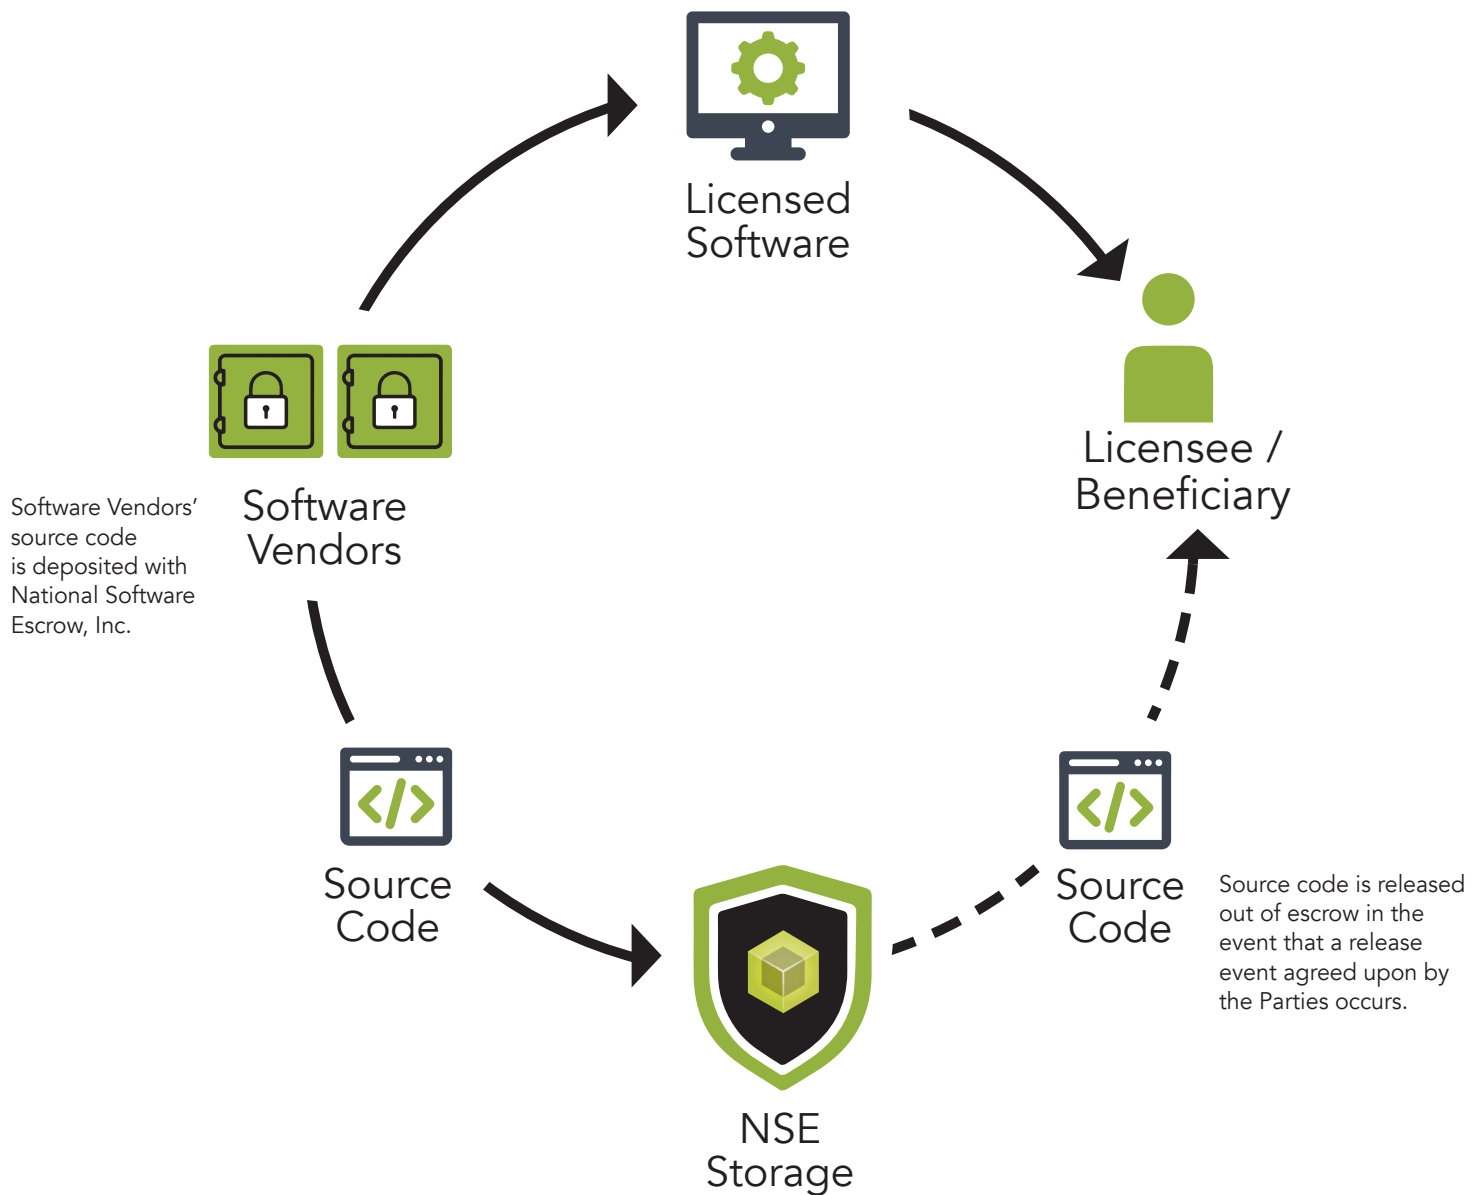 Licensed
Software
Licensee /
Beneficiary
Software
Vendors
Software Vendors’
source code
is deposited with
National Software
Escrow, Inc.
Source
Code
Source
Code
Source code is released
out of escrow in the
event that a release
event agreed upon by
the Parties occurs.
NSE
Storage